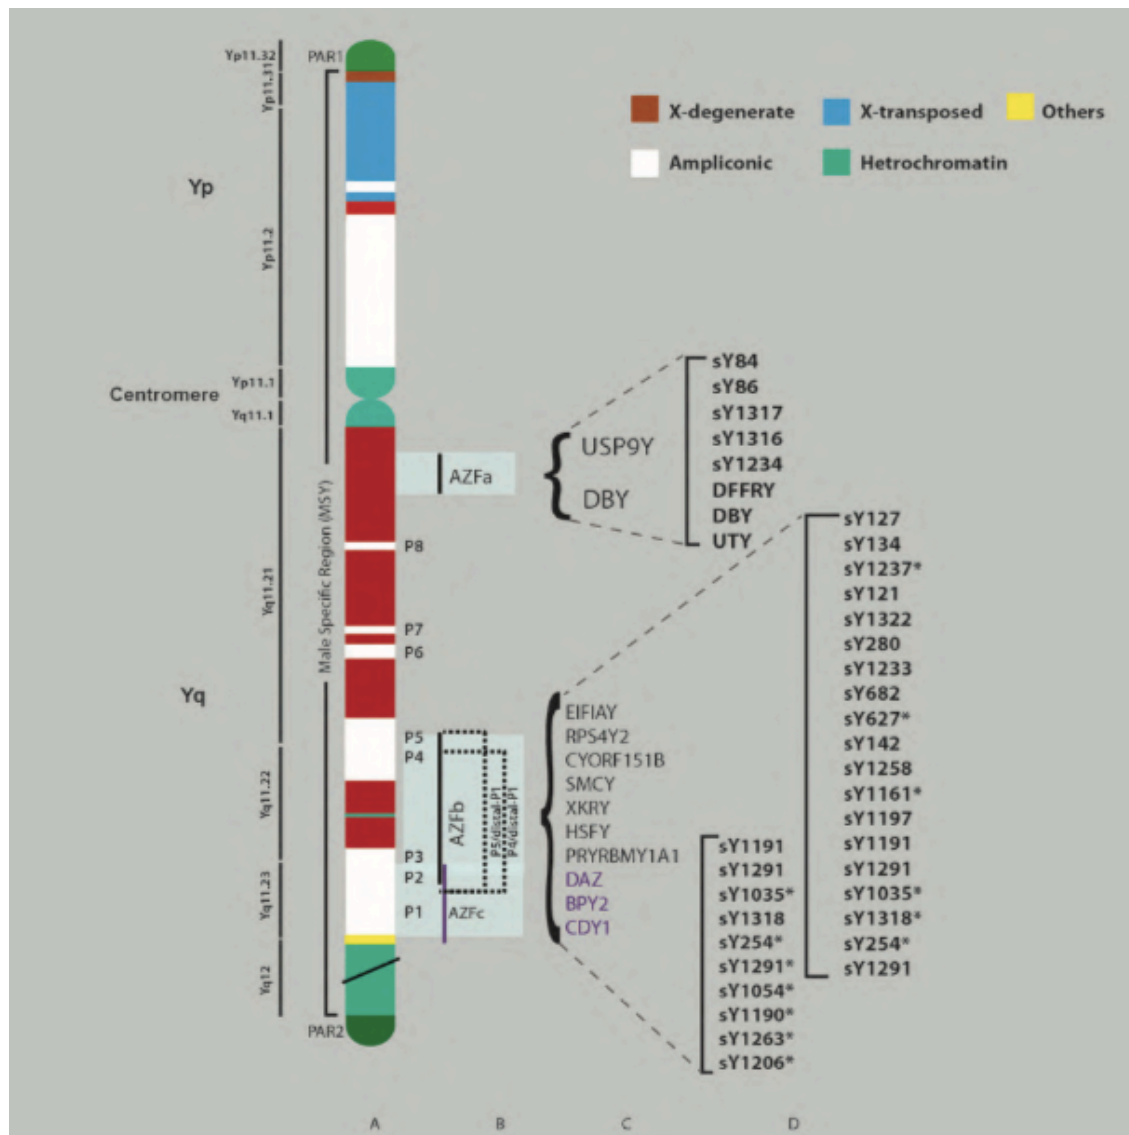 Yp11.32
PAR1
Yp11.31
X-degenerate
X-transposed
Others
Ampliconic
Hetrochromatin
Yp
Yp11.2
Yp11.1
Centromere
Yq11.1
Male Specific Region (MSY)
AZFa
USP9Y
DBY
sY84
sY86
sY1317
sY1316
sY1234
DFFRY
DBY
UTY
P8
P7
P6
Yq11.21
Yq
P5
P4
Yq11.22
P3
P2
P1
Yq11.23
Yq12
PAR2
AZFb
P5/distal-P1
P4/distal-P1
AZFc
EIFIAY
RPS4Y2
CYORF151B
SMCY
XKRY
HSFY
PRYRBMY1A1
DAZ
BPY2
CDY1
sY1191
sY1291
sY1035*
sY1318
sY254*
sY1291*
sY1054*
sY1190*
sY1263*
sY1206*
sY127
sY134
sY1237*
sY121
sY1322
sY280
sY1233
sY682
sY627*
sY142
sY1258
sY1161*
sY1197
sY1191
sY1291
sY1035*
sY1318*
sY254*
sY1291
A B C D